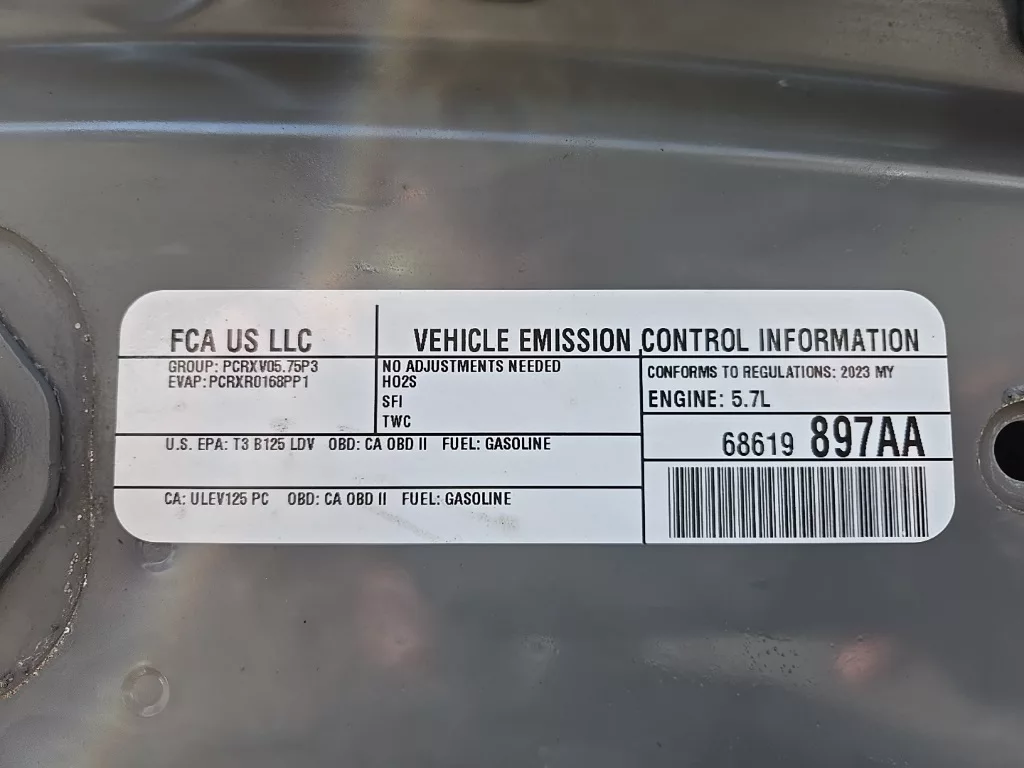 FCA US LLC
VEHICLE EMISSION CONTROL INFORMATION
GROUP: PCRXV05.75P3
EVAP: PCRXR0168PP1
NO ADJUSTMENTS NEEDED
HO2S
SFI
TWC
CONFORMS TO REGULATIONS: 2023 MY
ENGINE: 5.7L
68619 897AA
U.S. EPA: T3 B125 LDV OBD: CA OBD II FUEL: GASOLINE
CA: ULEV125 PC OBD: CA OBD II FUEL: GASOLINE